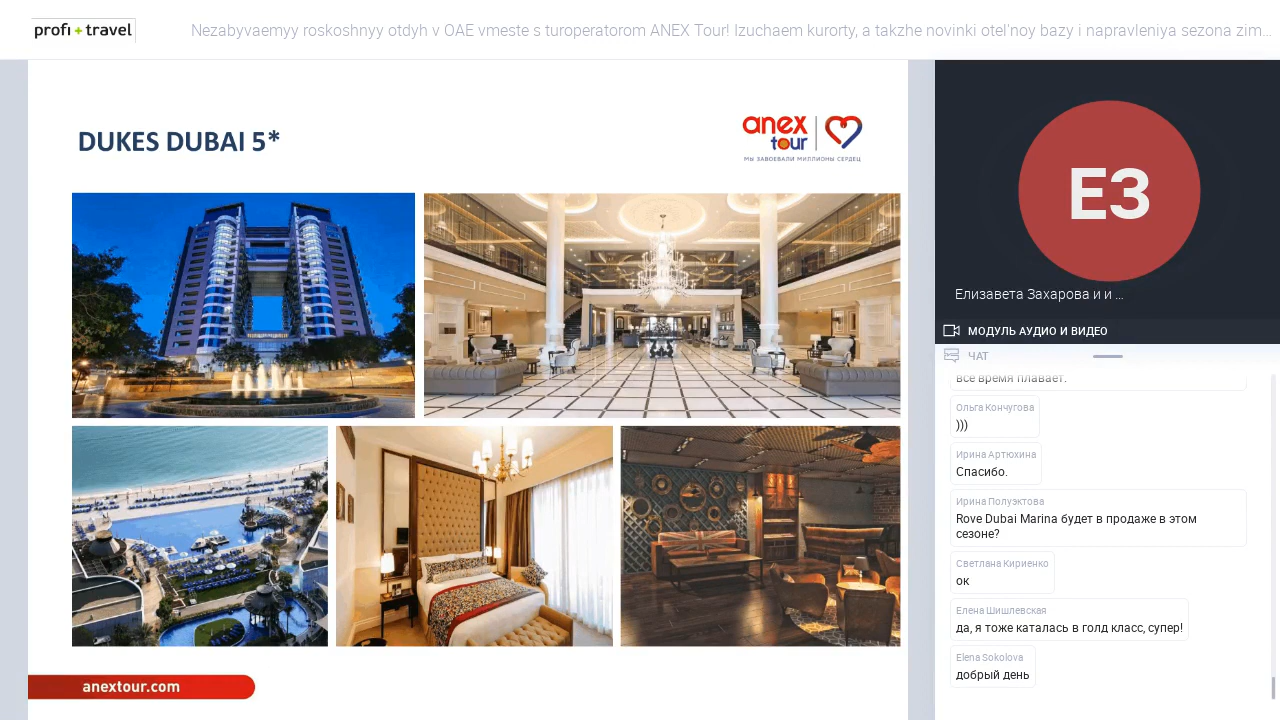 profi + travel
Nezabyvaemyy roskoshnyy otdyh v OAE vmeste s turoperatorom ANEX Tour! Izuchaem kurorty, a takzhe novinki otel'noy bazy i napravleniya sezona zim...
DUKES DUBAI 5*
anex
tour
МЫ ЗАВОЕВАЛИ МИЛЛИОНЫ СЕРДЕЦ
anextour.com
ЕЗ
Елизавета Захарова и и ...
МОДУЛЬ АУДИО И ВИДЕО
ЧАТ
все время плавает.
Ольга Кончугова
)))
Ирина Артюхина
Спасибо.
Ирина Полуэктова
Rove Dubai Marina будет в продаже в этом
сезоне?
Светлана Кириенко
ок
Елена Шишлевская
да, я тоже каталась в голд класс, супер!
Elena Sokolova
добрый день